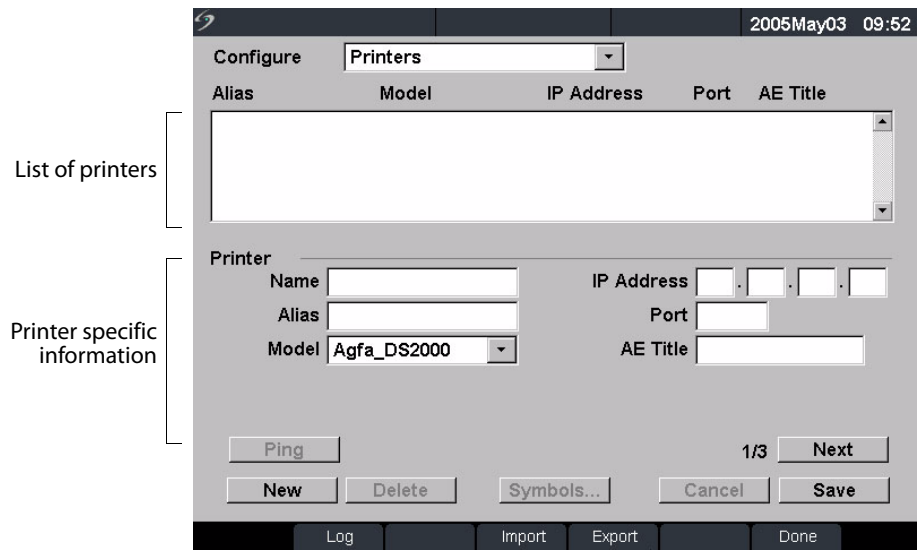 2005May03 09:52
Configure Printers
Alias Model IP Address Port AE Title
List of printers
Printer
Name IP Address . . .
Alias Port
Model Agfa_DS2000 AE Title
Printer specific
information
Ping 1/3 Next
New Delete Symbols... Cancel Save
Log Import Export Done